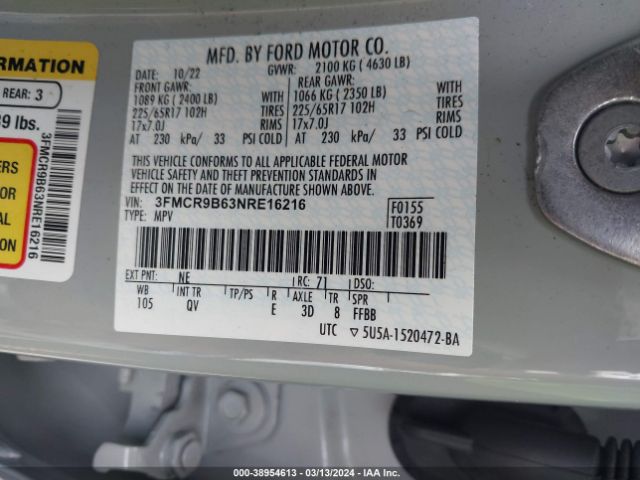 MFD. BY FORD MOTOR CO.
DATE: 10/22 GVWR: 2100 KG ( 4630 LB)
FRONT GAWR: REAR GAWR:
1089 KG ( 2400 LB) WITH 1066 KG ( 2350 LB) WITH
225/65R17 102H TIRES 225/65R17 102H TIRES
17x7.0J RIMS 17x7.0J RIMS
AT 230 kPa/ 33 PSI COLD AT 230 kPa/ 33 PSI COLD
THIS VEHICLE CONFORMS TO ALL APPLICABLE FEDERAL MOTOR
VEHICLE SAFETY AND THEFT PREVENTION STANDARDS IN
EFFECT ON THE DATE OF MANUFACTURE SHOWN ABOVE.
VIN: 3FMCR9B63NRE16216 F0155
TYPE: MPV T0369
EXT PNT: NE RC: 71 DSO:
WB INT TR TP/PS R AXLE TR SPR
105 QV E 3D 8 FFBB
UTC ▽ 5U5A-1520472-BA
ORMATION
REAR: 3
9 lbs.
ERS
OR
AL
3FMCR9B63NRE16216
000-38954613 — 03/13/2024 — IAA Inc.